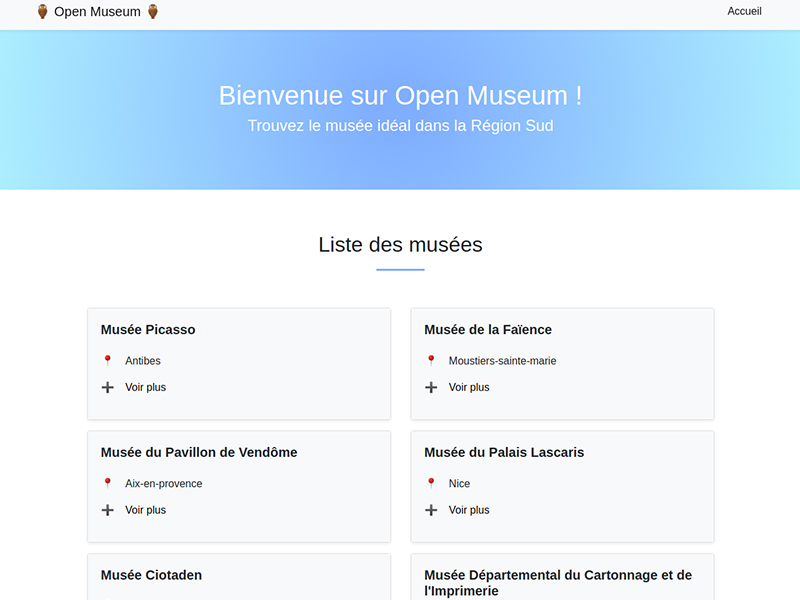 Open Museum
Accueil
Bienvenue sur Open Museum !
Trouvez le musée idéal dans la Région Sud
Liste des musées
Musée Picasso
Antibes
Voir plus
Musée de la Faïence
Moustiers-sainte-marie
Voir plus
Musée du Pavillon de Vendôme
Aix-en-provence
Voir plus
Musée du Palais Lascaris
Nice
Voir plus
Musée Ciotaden
Musée Départemental du Cartonnage et de
l'Imprimerie